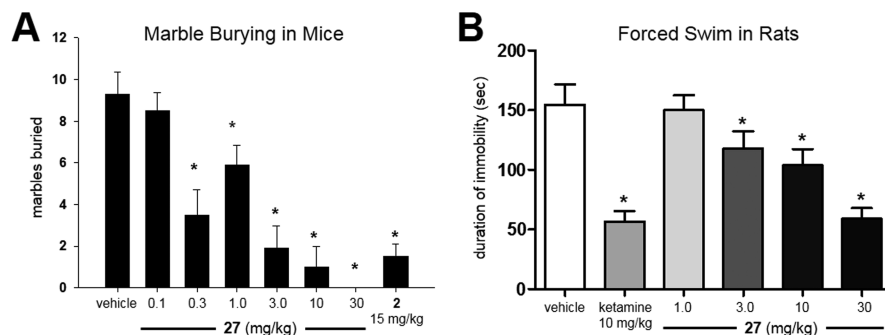 A
Marble Burying in Mice
marbles buried
12
10
8
6
4
2
0
*
*
*
*
*
*
vehicle 0.1 0.3 1.0 3.0 10 30 2
15 mg/kg
27 (mg/kg)
B
Forced Swim in Rats
duration of immobility (sec)
200
150
100
50
0
*
*
*
*
vehicle ketamine 1.0 3.0 10 30
10 mg/kg
27 (mg/kg)